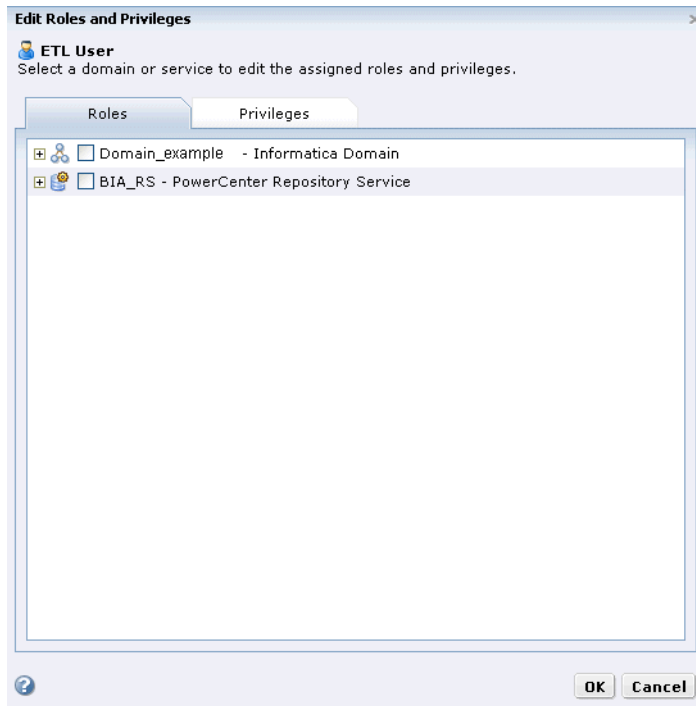 Edit Roles and Privileges
ETL User
Select a domain or service to edit the assigned roles and privileges.
Roles Privileges
Domain_example - Informatica Domain
BIA_RS - PowerCenter Repository Service
OK Cancel